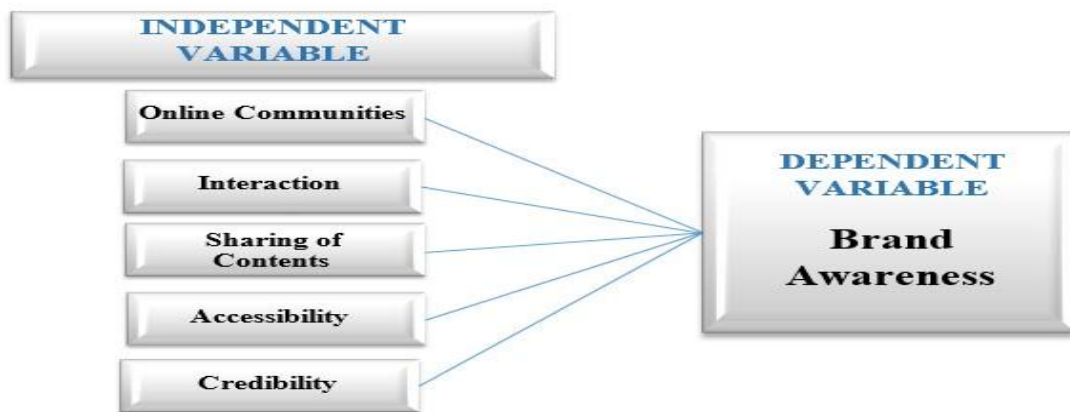 INDEPENDENT
VARIABLE
Online Communities
Interaction
Sharing of
Contents
Accessibility
Credibility
DEPENDENT
VARIABLE
Brand
Awareness